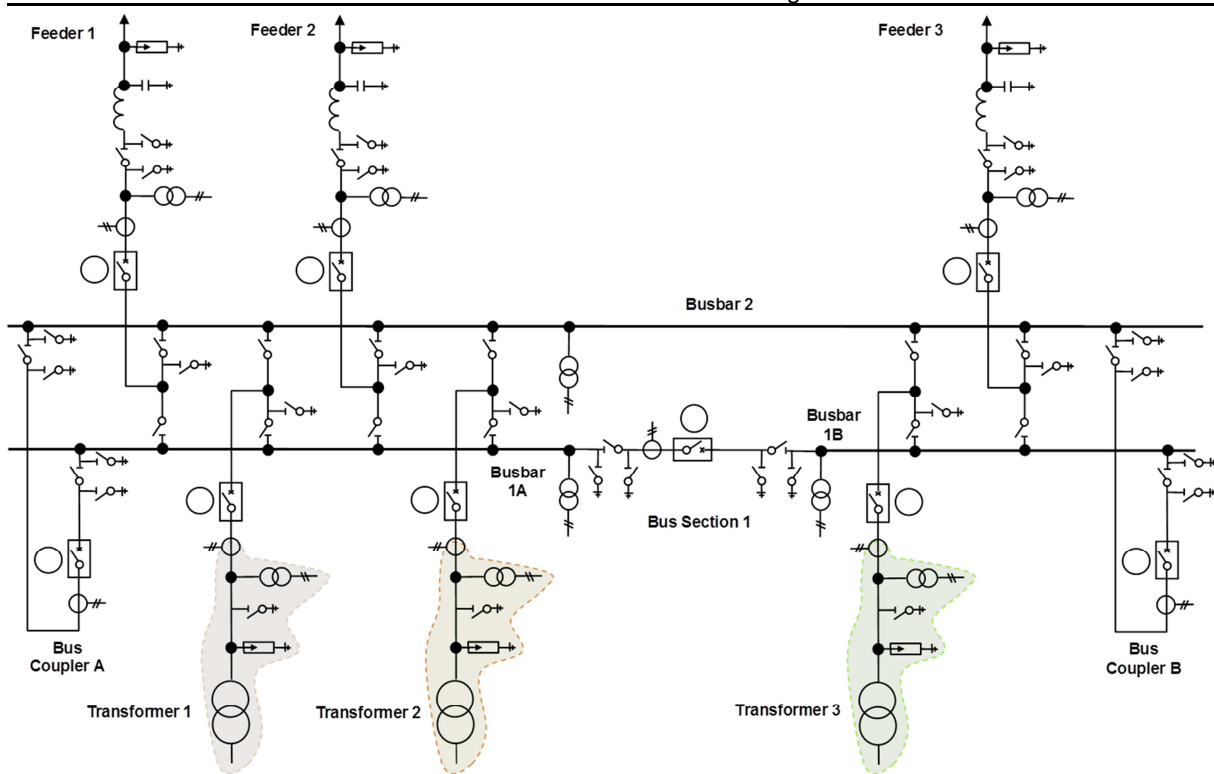 Feeder 1
Feeder 2
Feeder 3
Busbar 2
Busbar
1B
Busbar
1A
Bus Section 1
Bus
Coupler A
Bus
Coupler B
Transformer 1
Transformer 2
Transformer 3